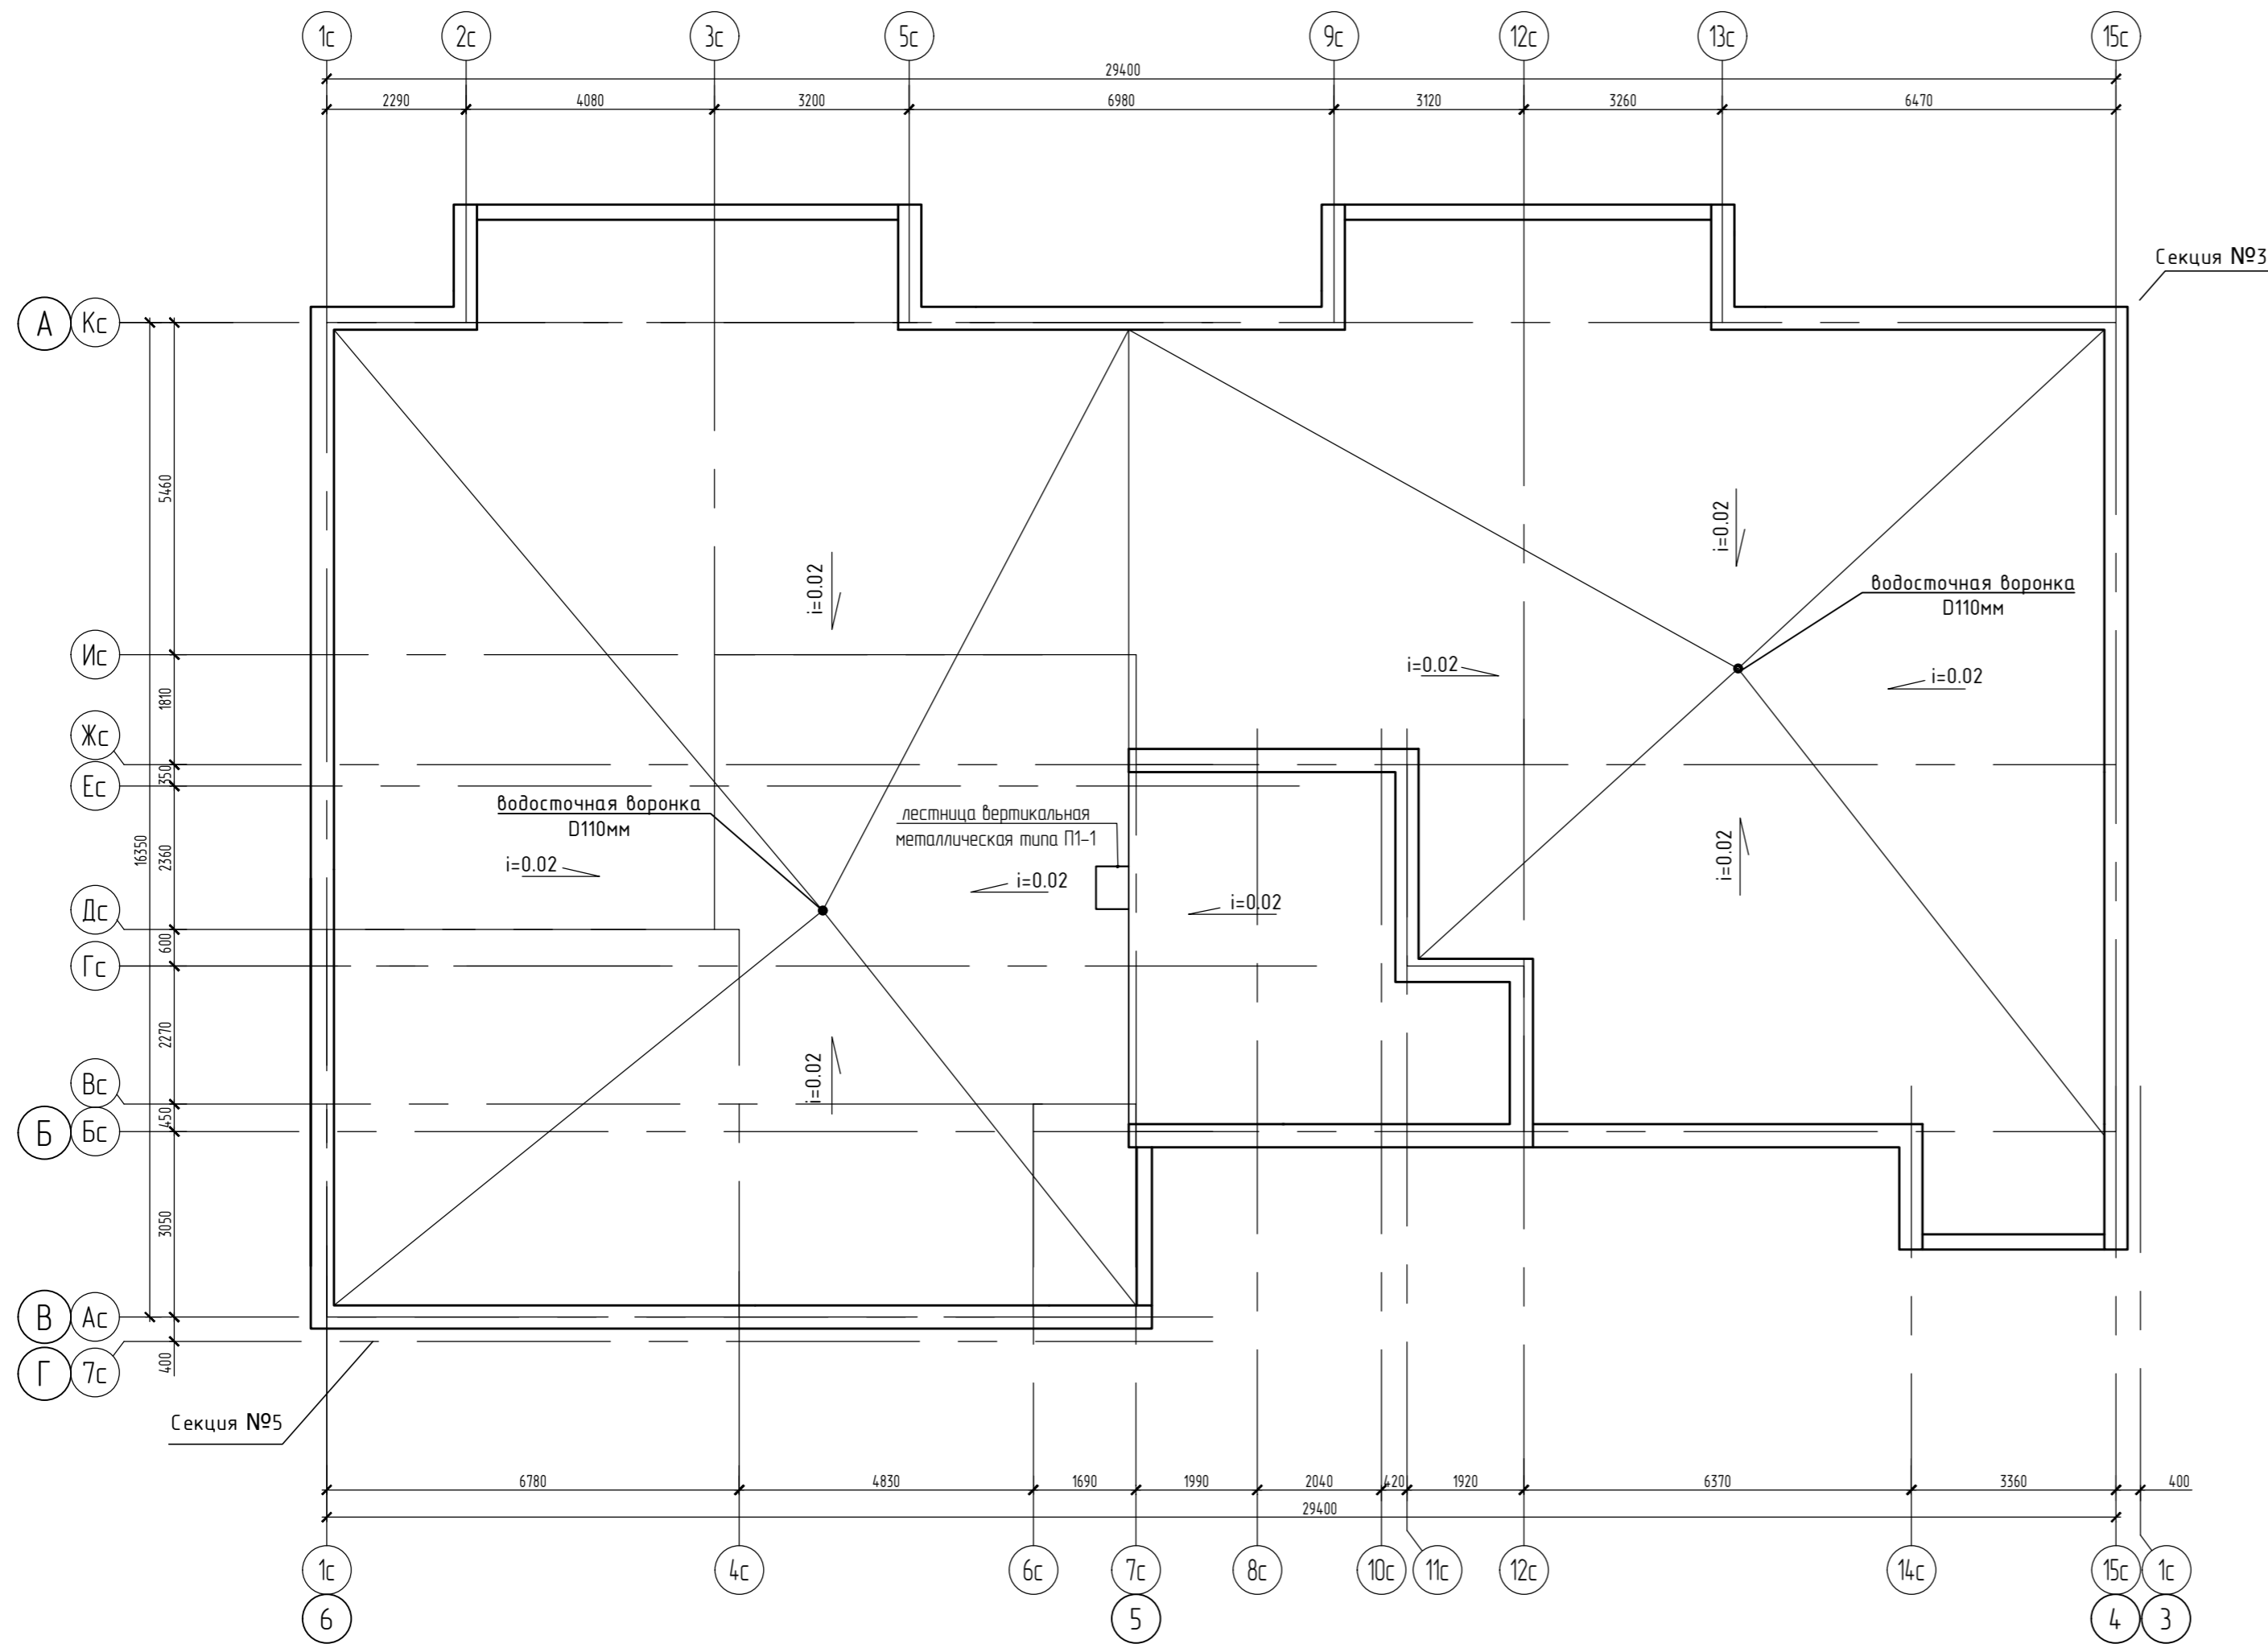 1с 2с 3с 5с 9с 12с 13с 15с
29400
2290 4080 3200 6980 3120 3260 6470
Секция №3
А Кс
5460
i=0.02
i=0.02
водосточная воронка
D110мм
Ис
i=0.02
i=0.02
1810
Жс
350
Ес
водосточная воронка
D110мм
лестница вертикальная
металлическая типа П1-1
16350
2360
i=0.02
i=0.02
i=0.02
i=0.02
Дс
600
Гс
2270
i=0.02
Вс
450
Б Бс
3050
В Ас
400
Г 7с
Секция №5
6780 4830 1690 1990 2040 420 1920 6370 3360 400
29400
1с 4с 6с 7с 8с 10с 11с 12с 14с 15с 1с
6 5 4 3